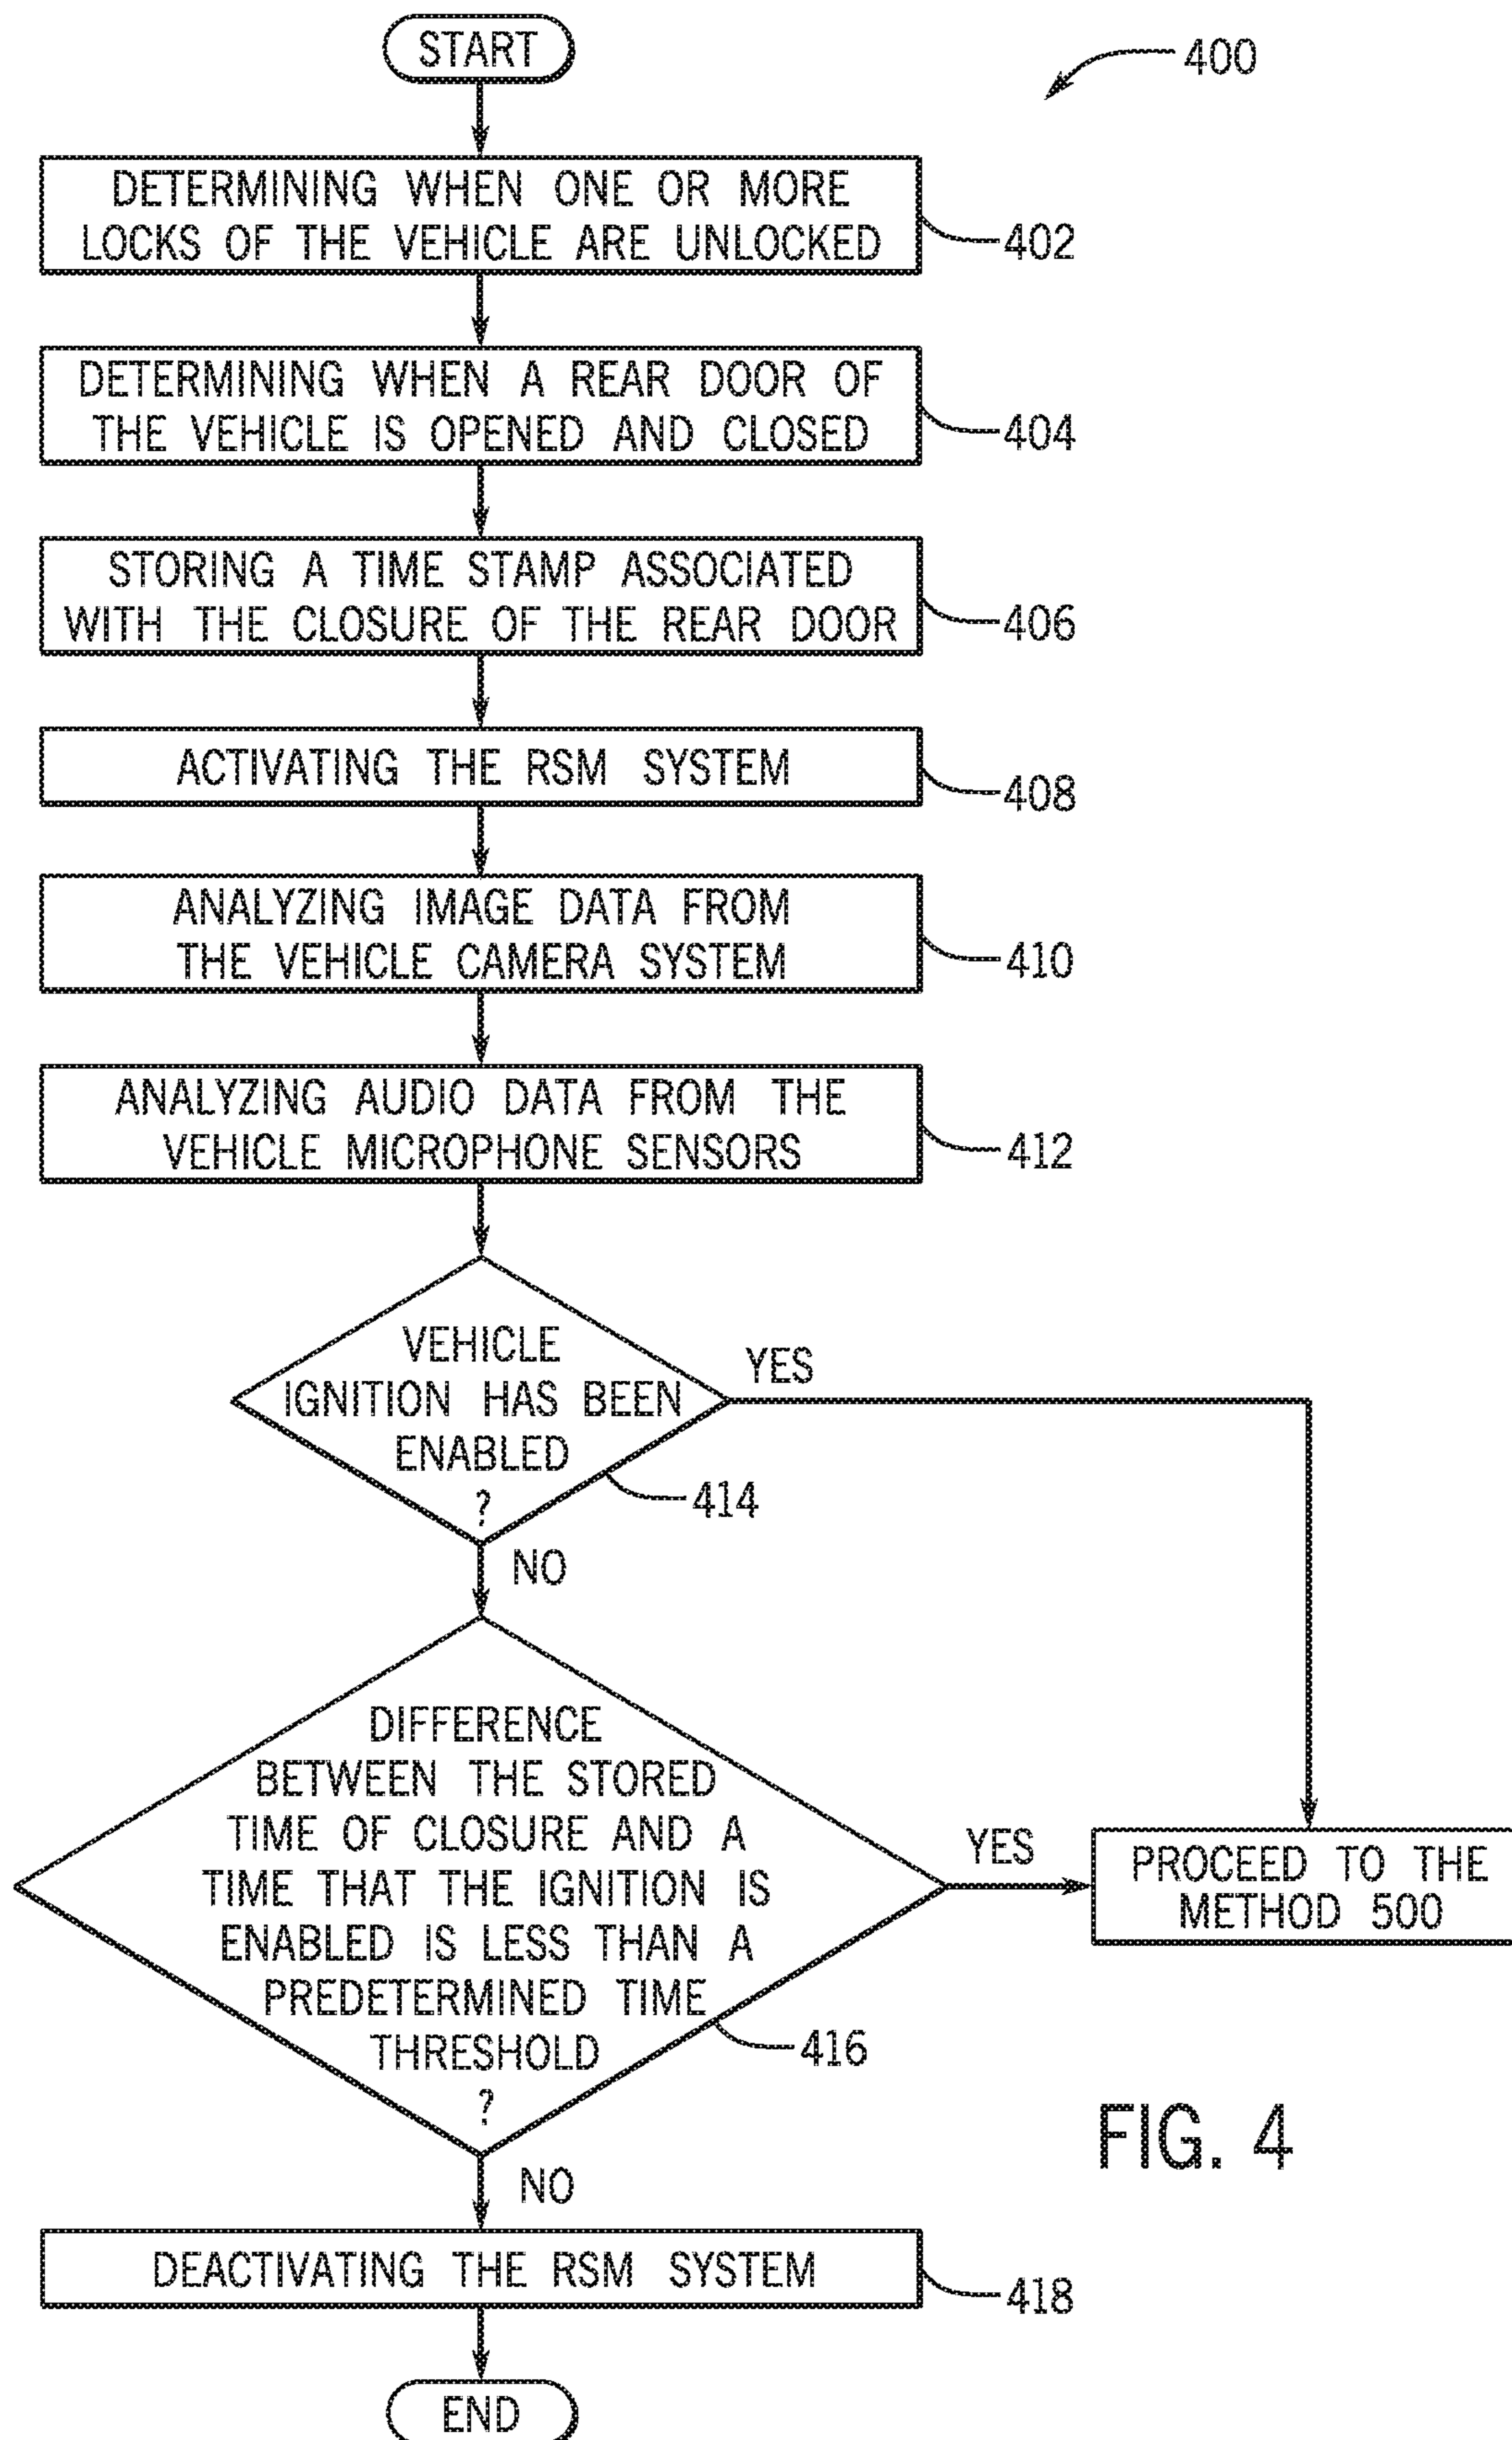 START
400
DETERMINING WHEN ONE OR MORE
LOCKS OF THE VEHICLE ARE UNLOCKED
402
DETERMINING WHEN A REAR DOOR OF
THE VEHICLE IS OPENED AND CLOSED
404
STORING A TIME STAMP ASSOCIATED
WITH THE CLOSURE OF THE REAR DOOR
406
ACTIVATING THE RSM SYSTEM
408
ANALYZING IMAGE DATA FROM
THE VEHICLE CAMERA SYSTEM
410
ANALYZING AUDIO DATA FROM THE
VEHICLE MICROPHONE SENSORS
412
VEHICLE
IGNITION HAS BEEN
ENABLED
?
414
YES
NO
DIFFERENCE
BETWEEN THE STORED
TIME OF CLOSURE AND A
TIME THAT THE IGNITION IS
ENABLED IS LESS THAN A
PREDETERMINED TIME
THRESHOLD
?
416
YES
PROCEED TO THE
METHOD 500
NO
FIG. 4
DEACTIVATING THE RSM SYSTEM
418
END